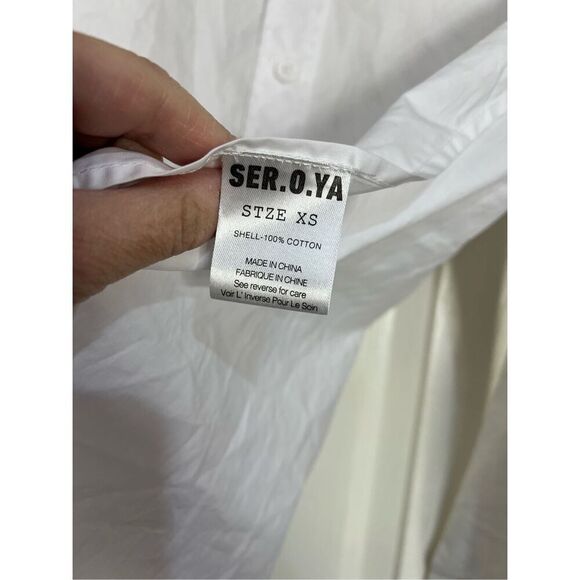 SER.O.YA
STZE XS
SHELL-100% COTTON
MADE IN CHINA
FABRIQUE IN CHINE
See reverse for care
Voir L' Inverse Pour Le Soin